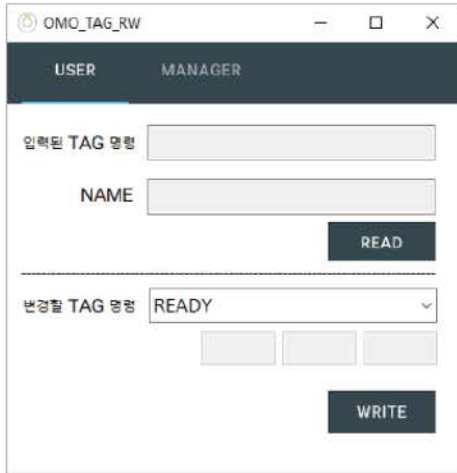 OMO_TAG_RW
USER MANAGER
입력된 TAG 명령
NAME
READ
변경할 TAG 명령 READY
WRITE